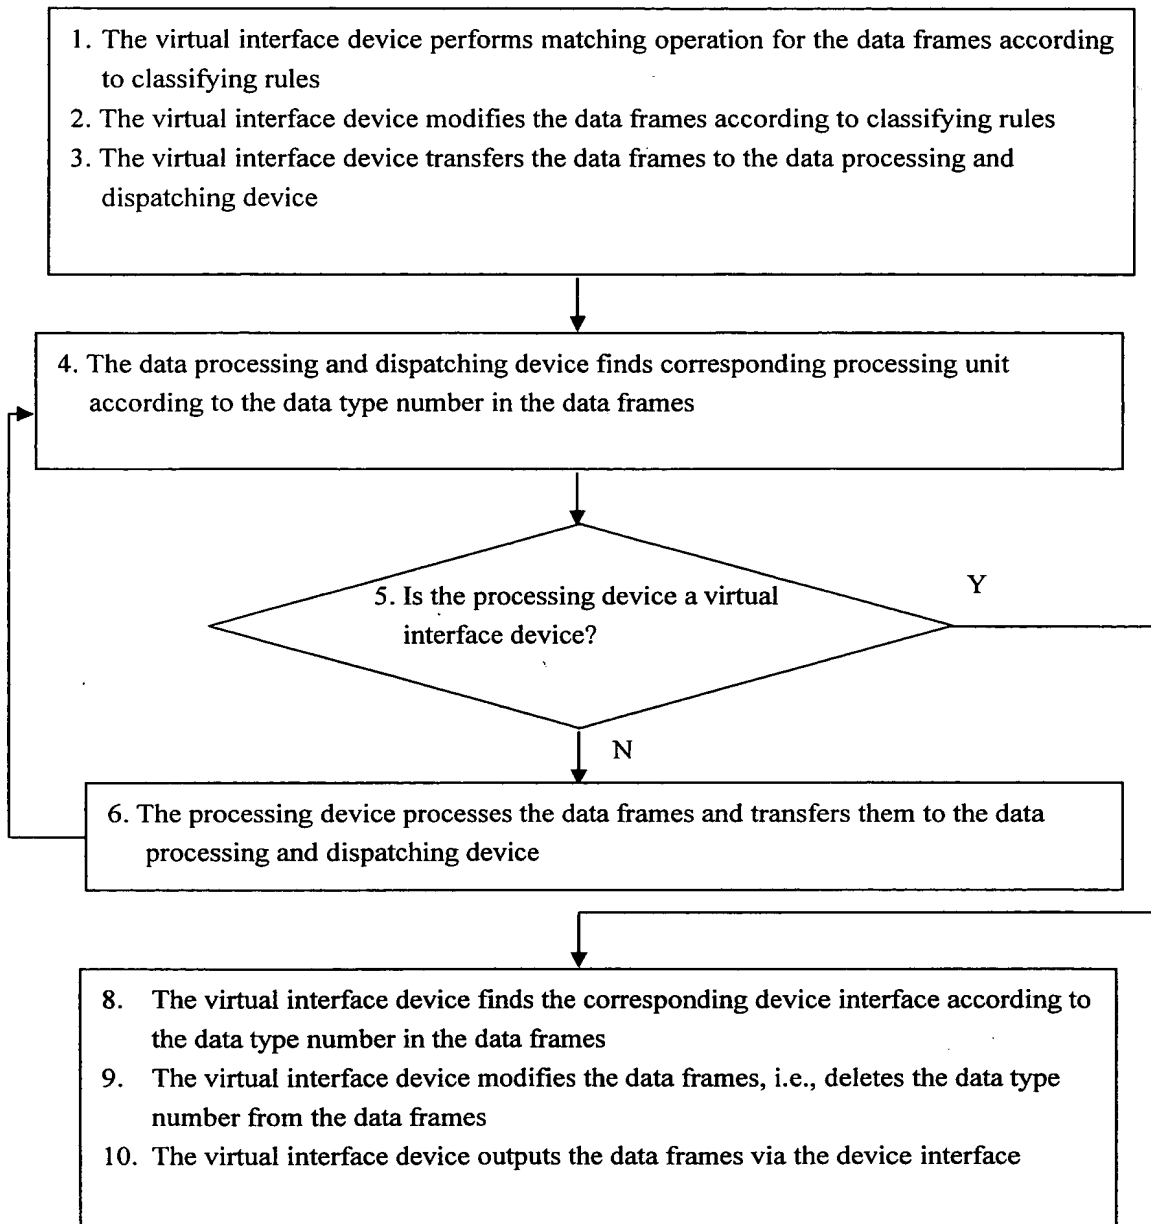 1. The virtual interface device performs matching operation for the data frames according
to classifying rules
2. The virtual interface device modifies the data frames according to classifying rules
3. The virtual interface device transfers the data frames to the data processing and
dispatching device
4. The data processing and dispatching device finds corresponding processing unit
according to the data type number in the data frames
5. Is the processing device a virtual
interface device?
Y
N
6. The processing device processes the data frames and transfers them to the data
processing and dispatching device
8. The virtual interface device finds the corresponding device interface according to
the data type number in the data frames
9. The virtual interface device modifies the data frames, i.e., deletes the data type
number from the data frames
10. The virtual interface device outputs the data frames via the device interface